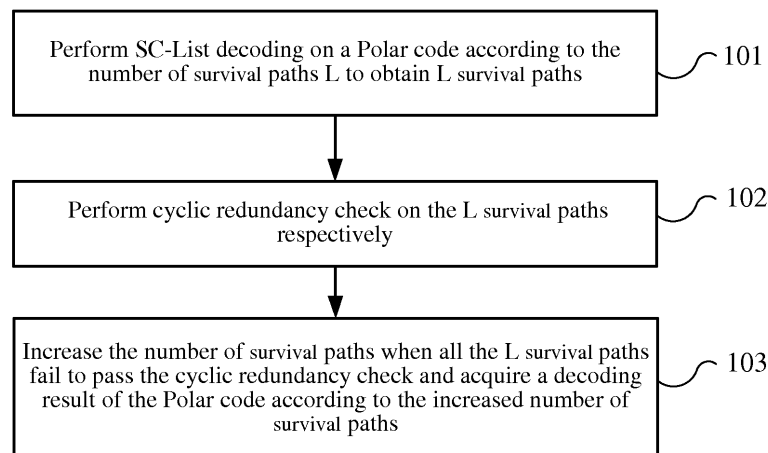 Perform SC-List decoding on a Polar code according to the
number of survival paths L to obtain L survival paths
101
Perform cyclic redundancy check on the L survival paths
respectively
102
Increase the number of survival paths when all the L survival paths
fail to pass the cyclic redundancy check and acquire a decoding
result of the Polar code according to the increased number of
survival paths
103